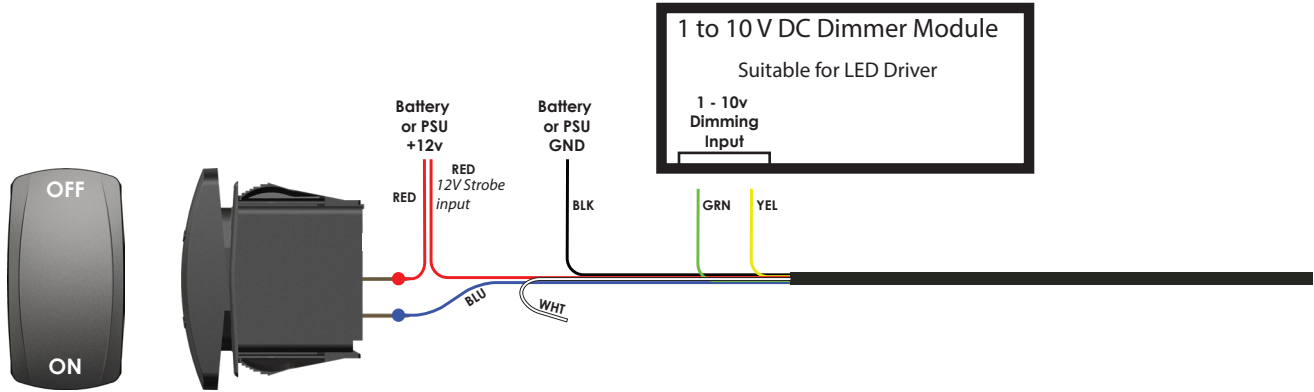 1 to 10 V DC Dimmer Module
Suitable for LED Driver
1 - 10v
Dimming
Input
Battery
or PSU
+12v
Battery
or PSU
GND
RED
12V Strobe
input
RED
BLK
GRN
YEL
BLU
WHT
OFF
ON